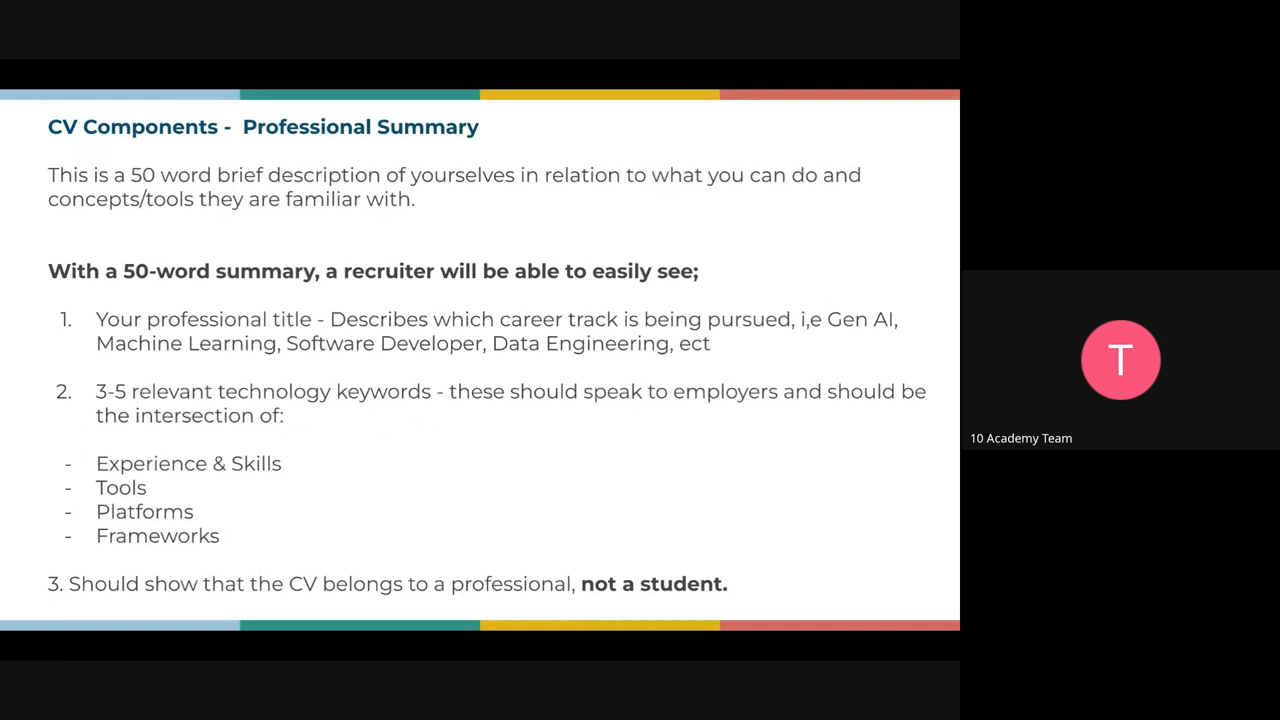 CV Components - Professional Summary
This is a 50 word brief description of yourselves in relation to what you can do and
concepts/tools they are familiar with.
With a 50-word summary, a recruiter will be able to easily see;
1. Your professional title - Describes which career track is being pursued, i,e Gen AI,
Machine Learning, Software Developer, Data Engineering, ect
2. 3-5 relevant technology keywords - these should speak to employers and should be
the intersection of:
- Experience & Skills
- Tools
- Platforms
- Frameworks
3. Should show that the CV belongs to a professional, not a student.
T
10 Academy Team